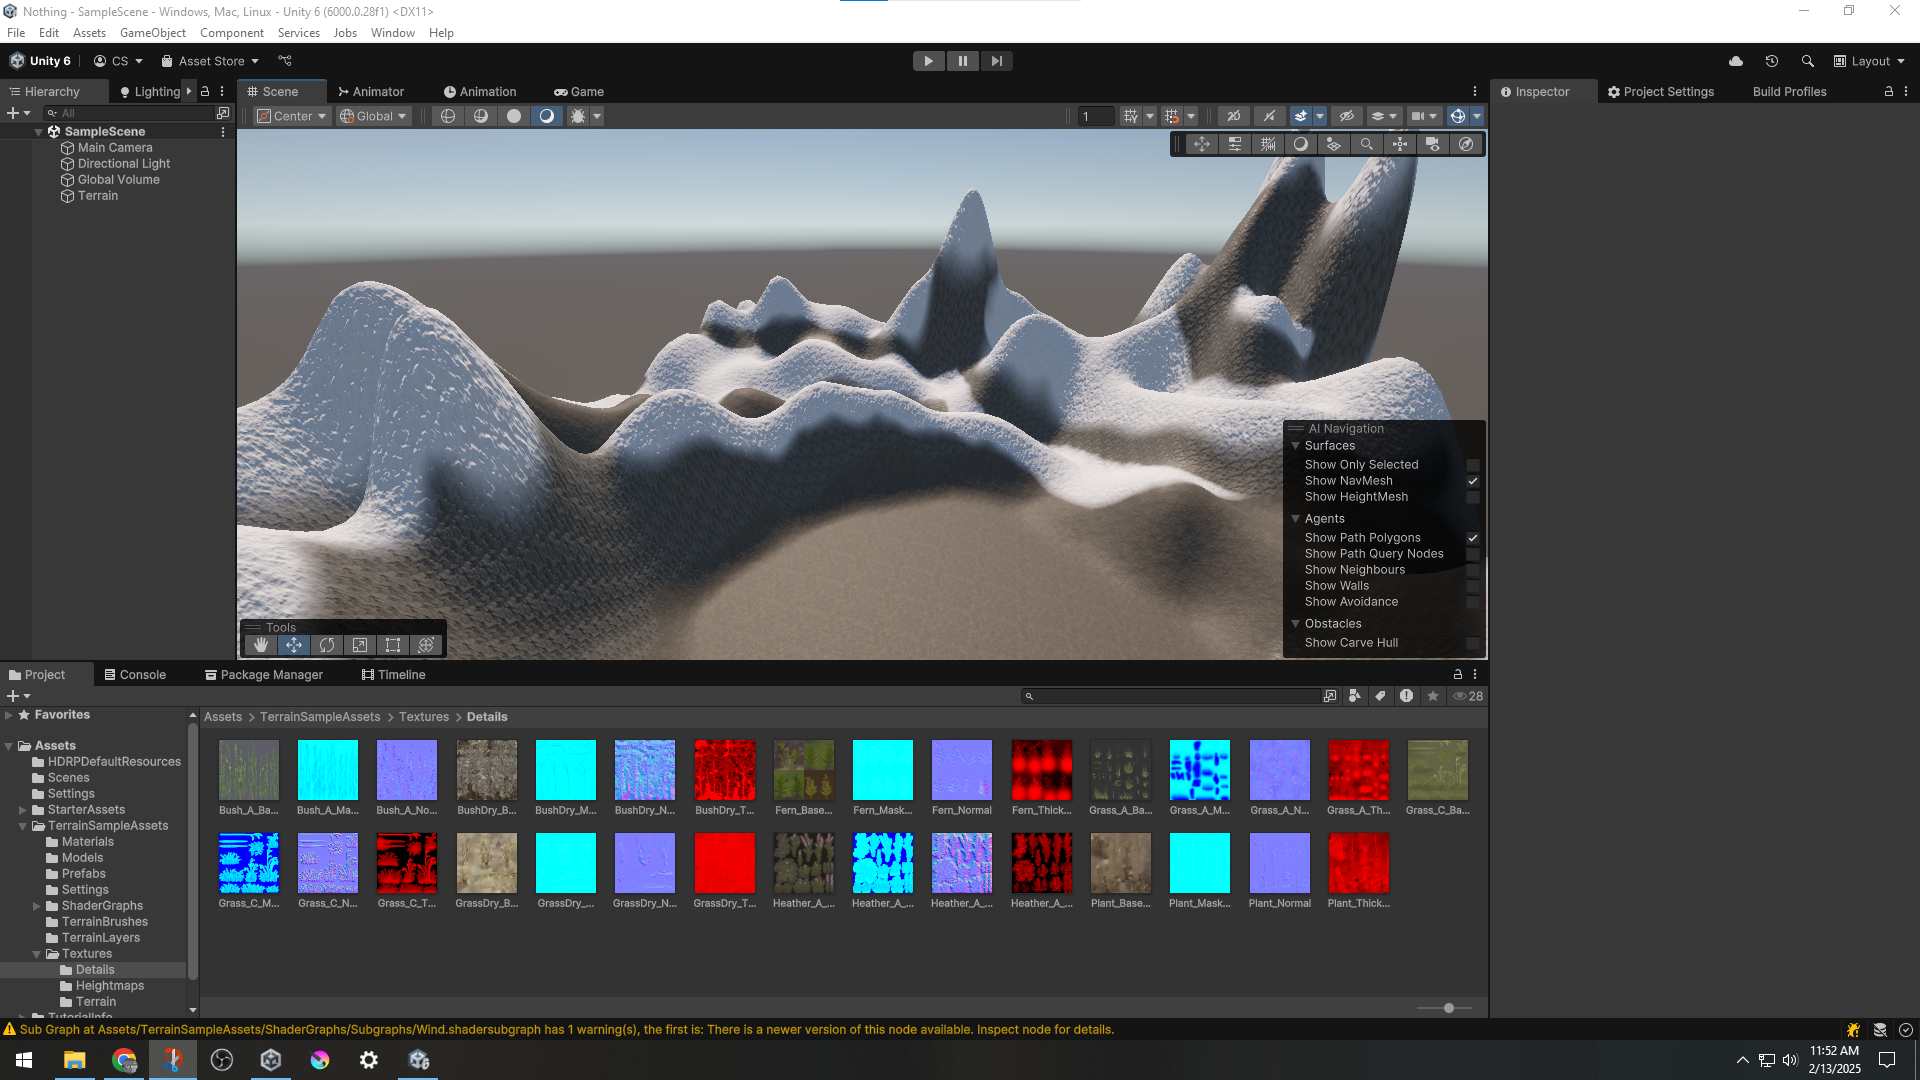 Nothing - SampleScene - Windows, Mac, Linux - Unity 6 (6000.0.28f1) <DX11>
File Edit Assets GameObject Component Services Jobs Window Help
Unity 6 CS Asset Store Layout
Hierarchy Lighting Scene Animator Animation Game Inspector Project Settings Build Profiles
All Center Global 1 2D
SampleScene
Main Camera
Directional Light
Global Volume
Terrain
AI Navigation
Surfaces
Show Only Selected
Show NavMesh
Show HeightMesh
Agents
Show Path Polygons
Show Path Query Nodes
Show Neighbours
Show Walls
Show Avoidance
Obstacles
Show Carve Hull
Tools
Project Console Package Manager Timeline
28
Favorites
Assets
HDRPDefaultResources
Scenes
Settings
StarterAssets
TerrainSampleAssets
Materials
Models
Prefabs
Settings
ShaderGraphs
TerrainBrushes
TerrainLayers
Textures
Details
Heightmaps
Terrain
TutorialInfo
Assets > TerrainSampleAssets > Textures > Details
Bush_A_Ba... Bush_A_Ma... Bush_A_No... BushDry_B... BushDry_M... BushDry_N... BushDry_T... Fern_Base... Fern_Mask... Fern_Normal Fern_Thick... Grass_A_Ba... Grass_A_M... Grass_A_N... Grass_A_Th... Grass_C_Ba...
Grass_C_M... Grass_C_N... Grass_C_T... GrassDry_B... GrassDry_... GrassDry_N... GrassDry_T... Heather_A_... Heather_A_... Heather_A_... Heather_A_... Plant_Base... Plant_Mask... Plant_Normal Plant_Thick...
Sub Graph at Assets/TerrainSampleAssets/ShaderGraphs/Subgraphs/Wind.shadersubgraph has 1 warning(s), the first is: There is a newer version of this node available. Inspect node for details.
11:52 AM
2/13/2025